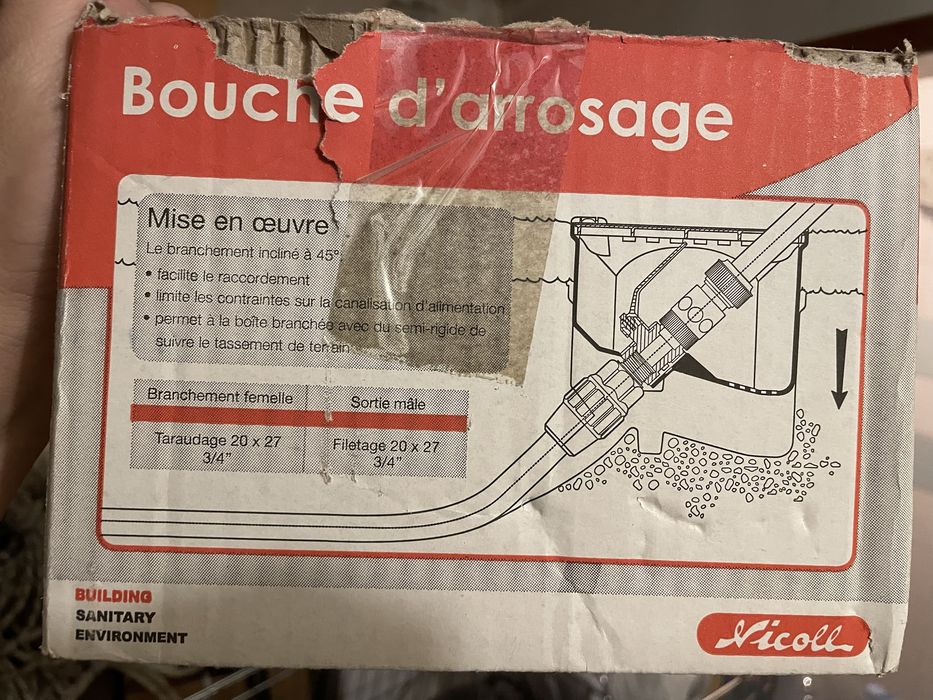 Bouche d'arrosage
Mise en œuvre
Le branchement incliné à 45°
• facilite le raccordement
• limite les contraintes sur la canalisation d'alimentation
• permet à la boîte branchée avec du semi-rigide de
suivre le tassement de terrain
Branchement femelle Sortie mâle
Taraudage 20 x 27 Filetage 20 x 27
3/4" 3/4"
BUILDING
SANITARY
ENVIRONMENT
Nicoll